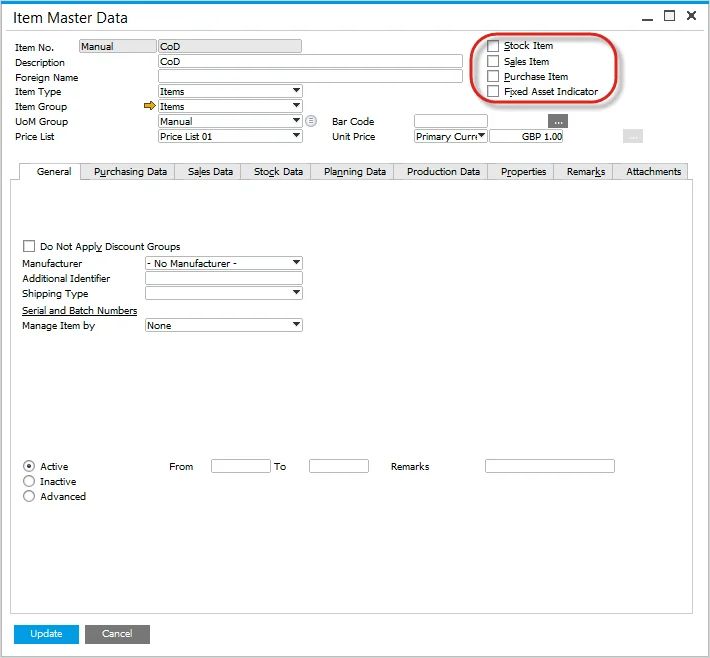 Item Master Data
Item No. Manual CoD
Description CoD
Foreign Name
Item Type Items
Item Group Items
UoM Group Manual
Price List Price List 01
Stock Item
Sales Item
Purchase Item
Fixed Asset Indicator
Bar Code ...
Unit Price Primary Curre GBP 1.00 ...
General Purchasing Data Sales Data Stock Data Planning Data Production Data Properties Remarks Attachments
Do Not Apply Discount Groups
Manufacturer - No Manufacturer -
Additional Identifier
Shipping Type
Serial and Batch Numbers
Manage Item by None
Active From To Remarks
Inactive
Advanced
Update Cancel